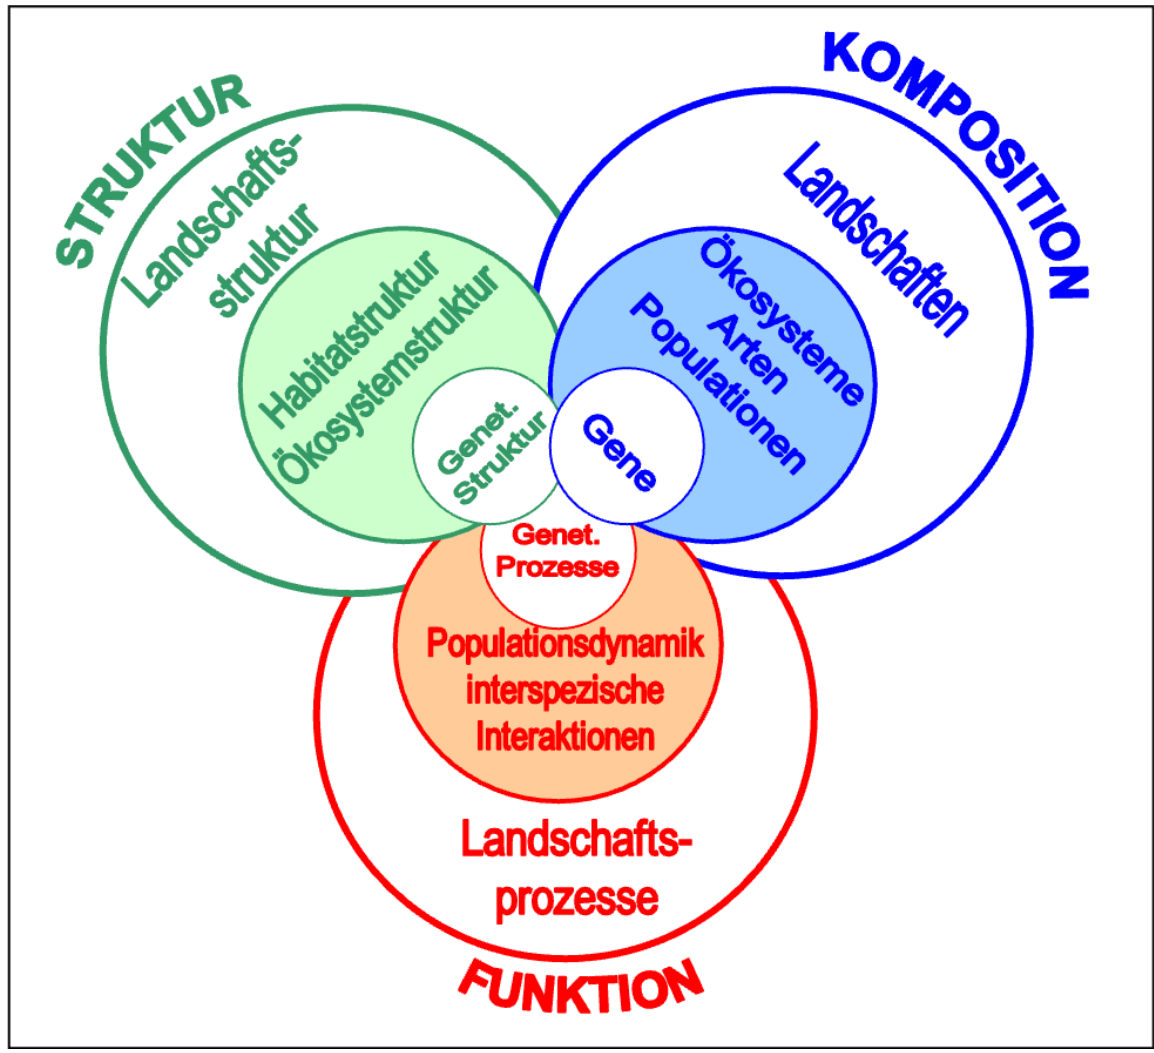 STRUKTUR
Landschafts-
struktur
Habitatstruktur
Ökosystemstruktur
Genet.
Struktur
KOMPOSITION
Landschaften
Ökosysteme
Arten
Populationen
Gene
Genet.
Prozesse
Populationsdynamik
interspezische
Interaktionen
Landschafts-
prozesse
FUNKTION